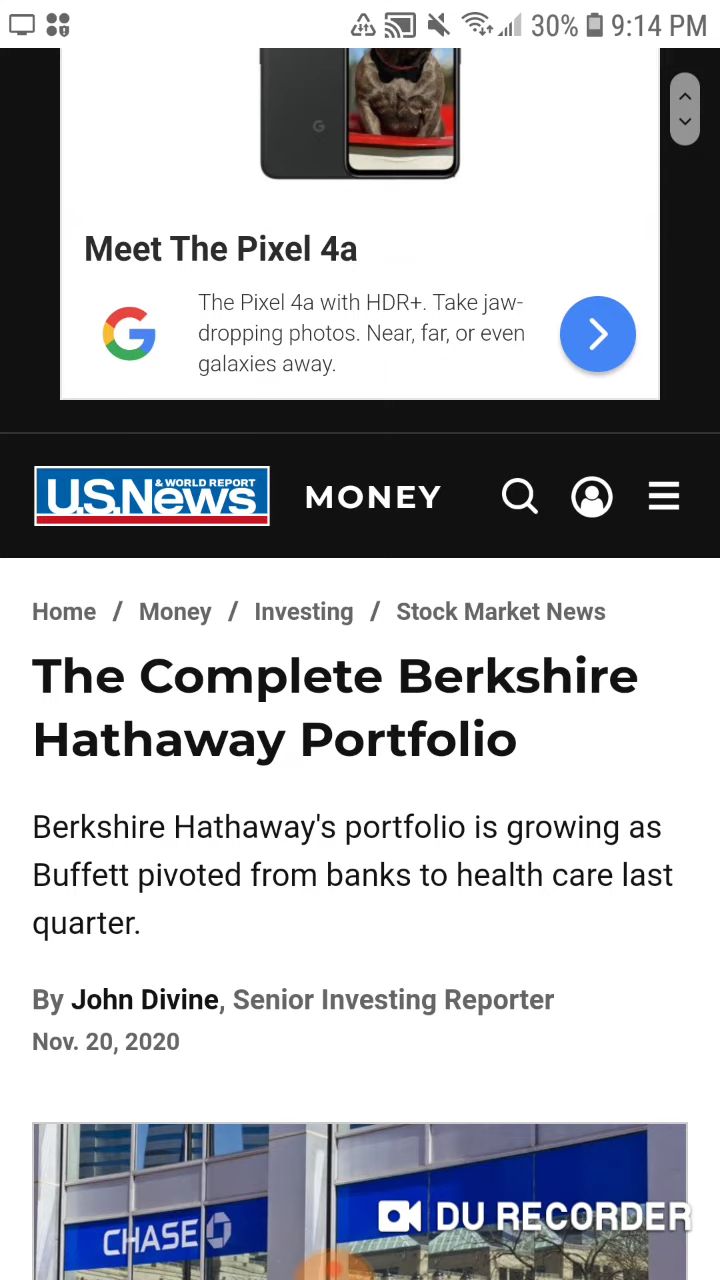 30% 9:14 PM
G
Meet The Pixel 4a
The Pixel 4a with HDR+. Take jaw-
dropping photos. Near, far, or even
galaxies away.
U.S.News & WORLD REPORT MONEY
Home / Money / Investing / Stock Market News
The Complete Berkshire
Hathaway Portfolio
Berkshire Hathaway's portfolio is growing as
Buffett pivoted from banks to health care last
quarter.
By John Divine, Senior Investing Reporter
Nov. 20, 2020
DU RECORDER
CHASE